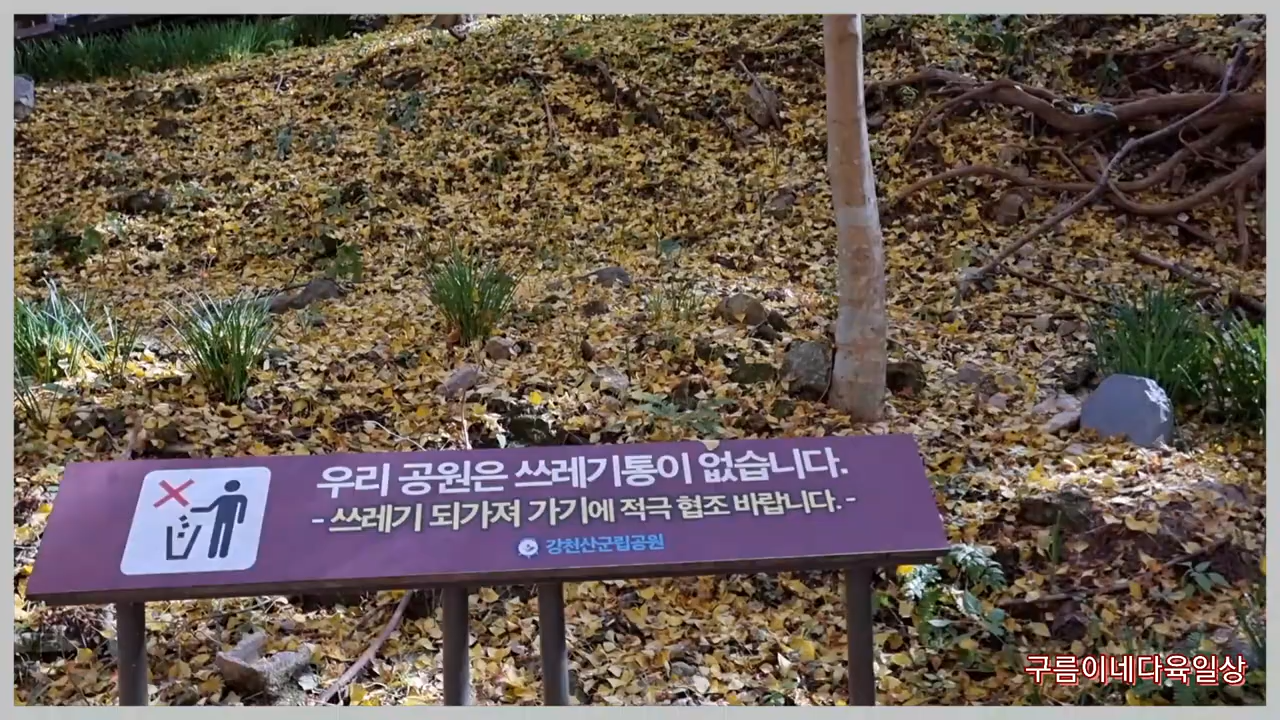 우리 공원은 쓰레기통이 없습니다.
- 쓰레기 되가져 가기에 적극 협조 바랍니다. -
강천산군립공원
구름이네다육일상